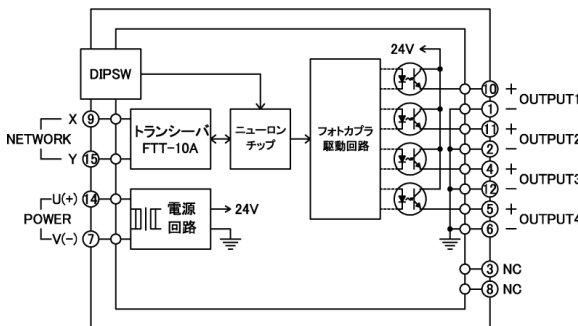 24V
DIPSW
10 + OUTPUT1
1 −
X 9
NETWORK
Y 15
トランシーバ
FTT-10A
ニューロン
チップ
フォトカプラ
駆動回路
11 + OUTPUT2
2 −
4 + OUTPUT3
12 −
U(+) 14
POWER
V(−) 7
電源
回路
24V
5 + OUTPUT4
6 −
3 NC
8 NC